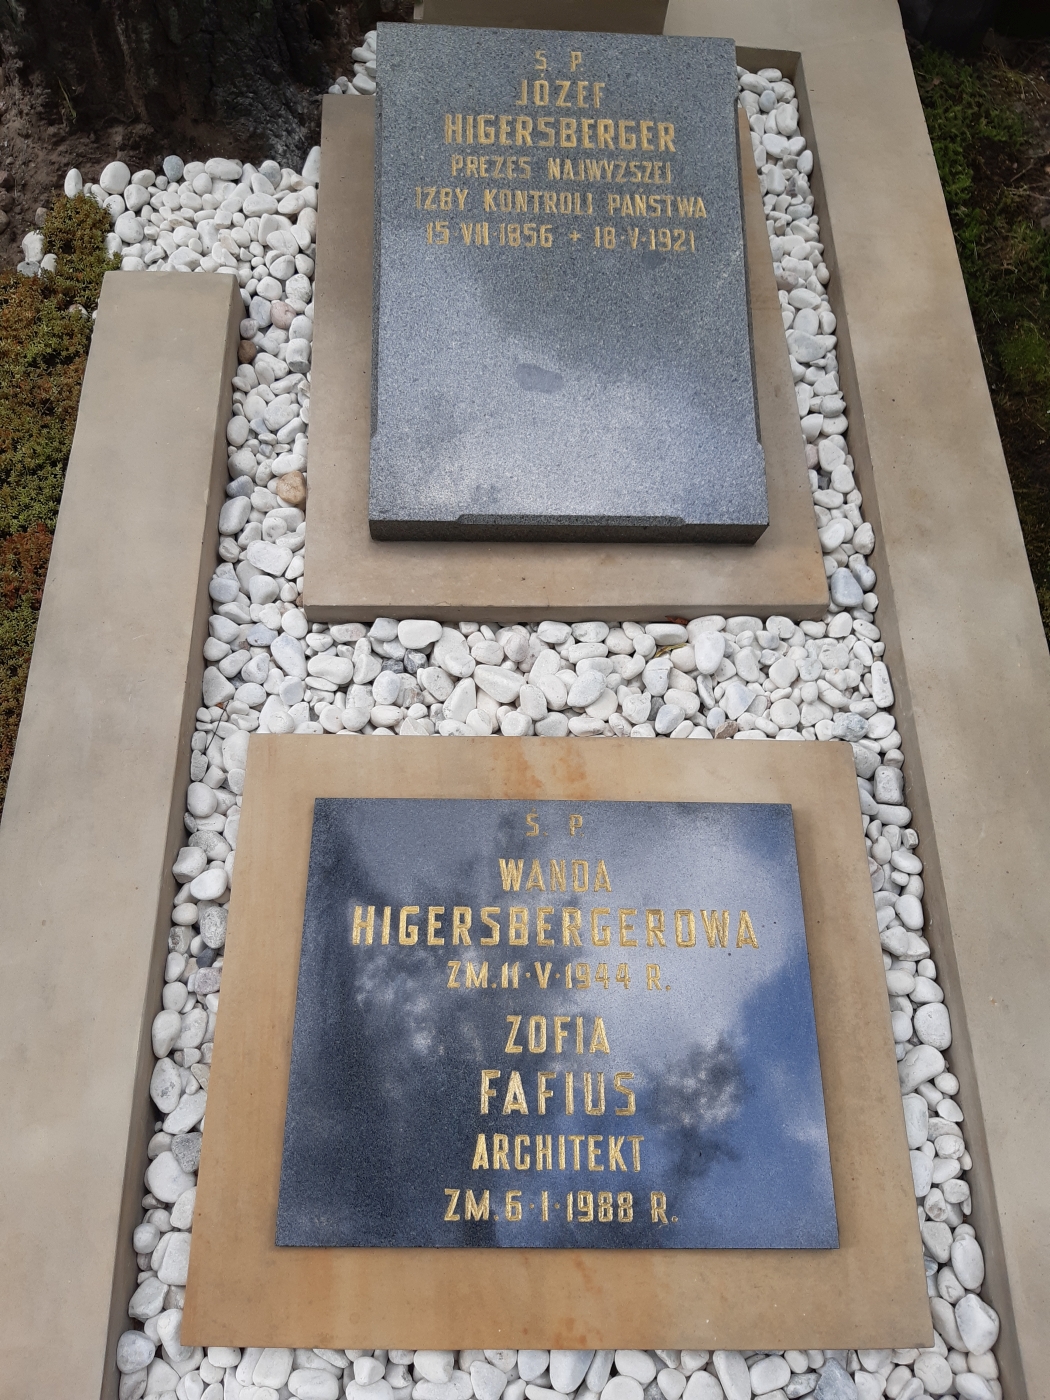 Ś P
JÓZEF
HIGERSBERGER
PREZES NAJWYŻSZEJ
IZBY KONTROLI PAŃSTWA
15·VII 1856 + 18·V·1921
Ś. P
WANDA
HIGERSBERGEROWA
ZM. 11·V·1944 R.
ZOFIA
FAFIUS
ARCHITEKT
ZM. 6·I·1988 R.